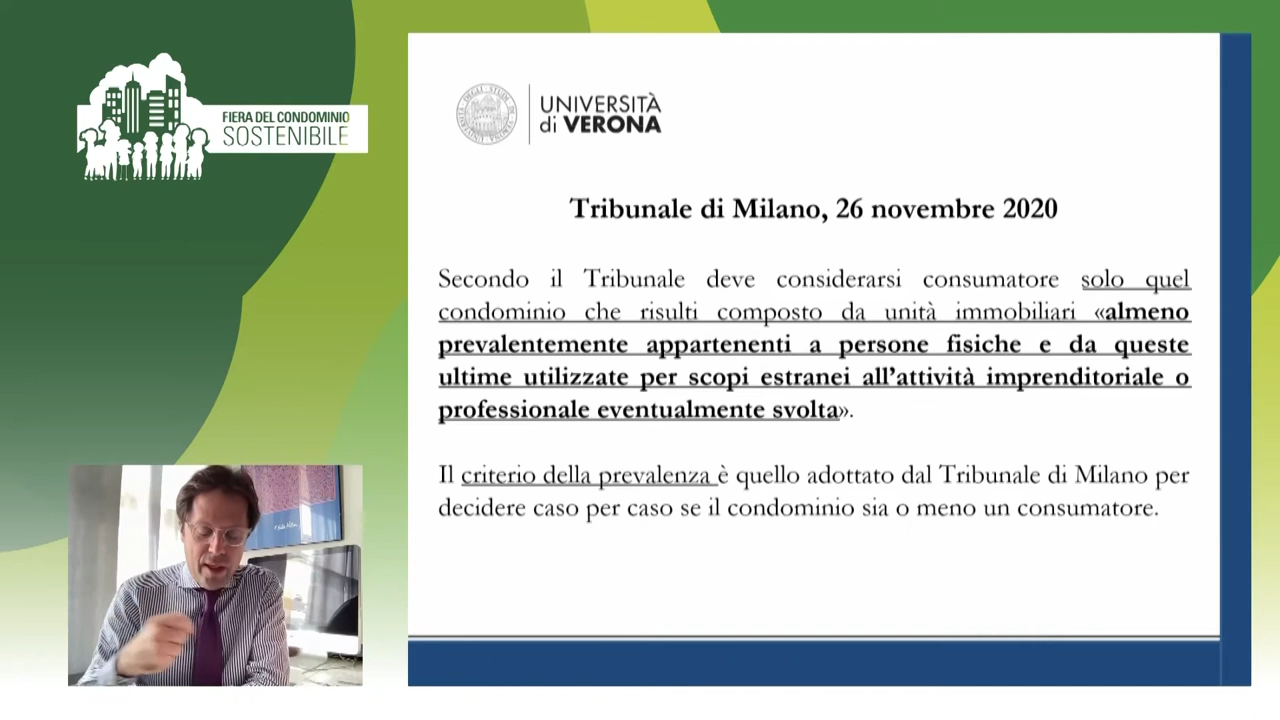 FIERA DEL CONDOMINIO
SOSTENIBILE
UNIVERSITÀ
di VERONA
Tribunale di Milano, 26 novembre 2020
Secondo il Tribunale deve considerarsi consumatore solo quel
condominio che risulti composto da unità immobiliari «almeno
prevalentemente appartenenti a persone fisiche e da queste
ultime utilizzate per scopi estranei all’attività imprenditoriale o
professionale eventualmente svolta».
Il criterio della prevalenza è quello adottato dal Tribunale di Milano per
decidere caso per caso se il condominio sia o meno un consumatore.